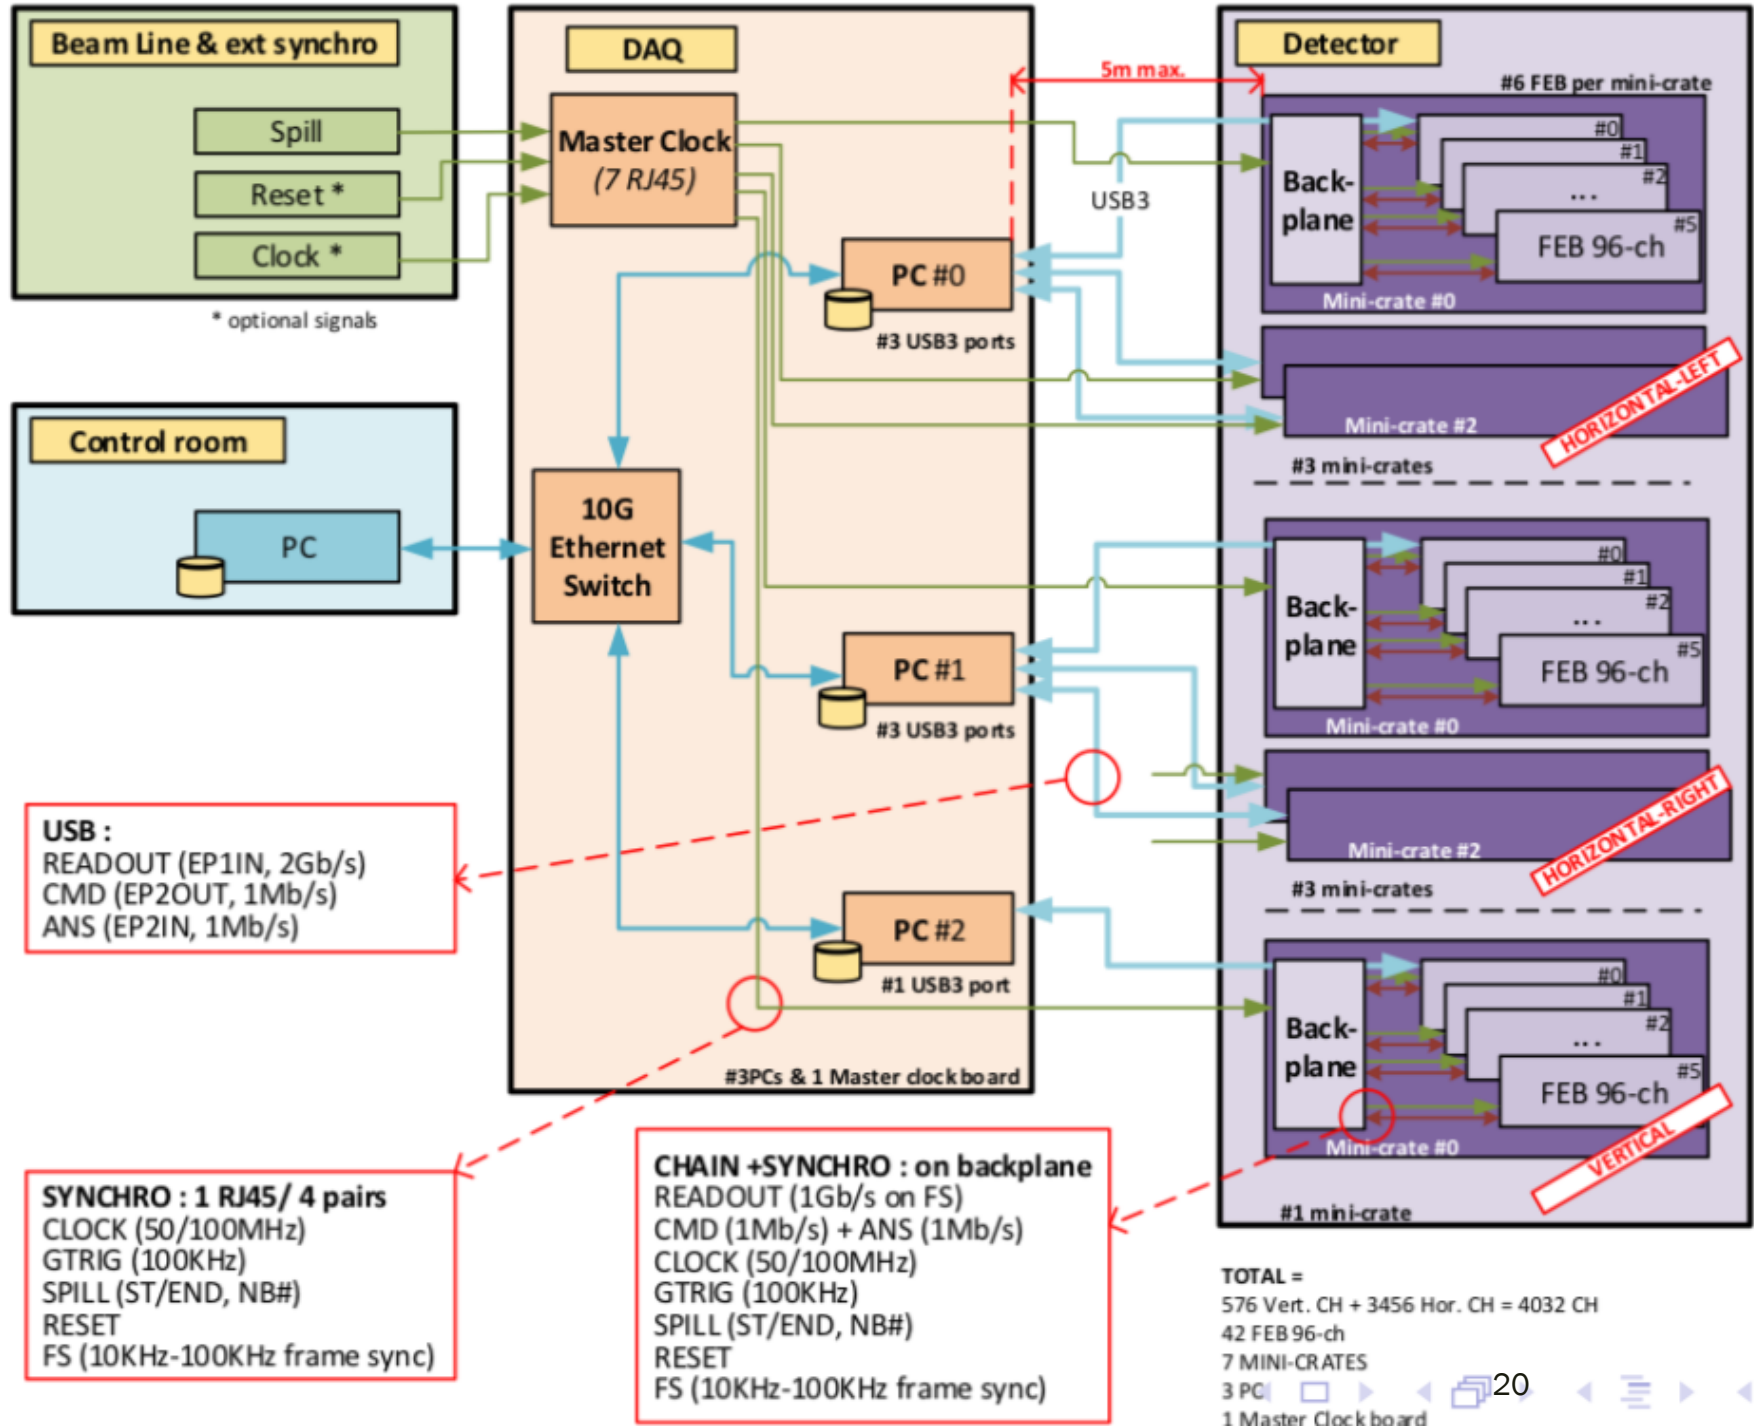 Beam Line & ext synchro
Spill
Reset *
Clock *
* optional signals
Control room
PC
DAQ
Master Clock
(7 RJ45)
PC #0
#3 USB3 ports
10G
Ethernet
Switch
PC #1
#3 USB3 ports
PC #2
#1 USB3 port
#3PCs & 1 Master clock board
5m max.
USB3
Detector
#6 FEB per mini-crate
Back-
plane
#0
#1
#2
...
#5
FEB 96-ch
Mini-crate #0
Mini-crate #2
HORIZONTAL-LEFT
#3 mini-crates
Back-
plane
#0
#1
#2
...
#5
FEB 96-ch
Mini-crate #0
Mini-crate #2
HORIZONTAL-RIGHT
#3 mini-crates
Back-
plane
#0
#1
#2
...
#5
FEB 96-ch
Mini-crate #0
VERTICAL
#1 mini-crate
USB :
READOUT (EP1IN, 2Gb/s)
CMD (EP2OUT, 1Mb/s)
ANS (EP2IN, 1Mb/s)
SYNCHRO : 1 RJ45/ 4 pairs
CLOCK (50/100MHz)
GTRIG (100KHz)
SPILL (ST/END, NB#)
RESET
FS (10KHz-100KHz frame sync)
CHAIN +SYNCHRO : on backplane
READOUT (1Gb/s on FS)
CMD (1Mb/s) + ANS (1Mb/s)
CLOCK (50/100MHz)
GTRIG (100KHz)
SPILL (ST/END, NB#)
RESET
FS (10KHz-100KHz frame sync)
TOTAL =
576 Vert. CH + 3456 Hor. CH = 4032 CH
42 FEB 96-ch
7 MINI-CRATES
3 PC
20
1 Master Clock board